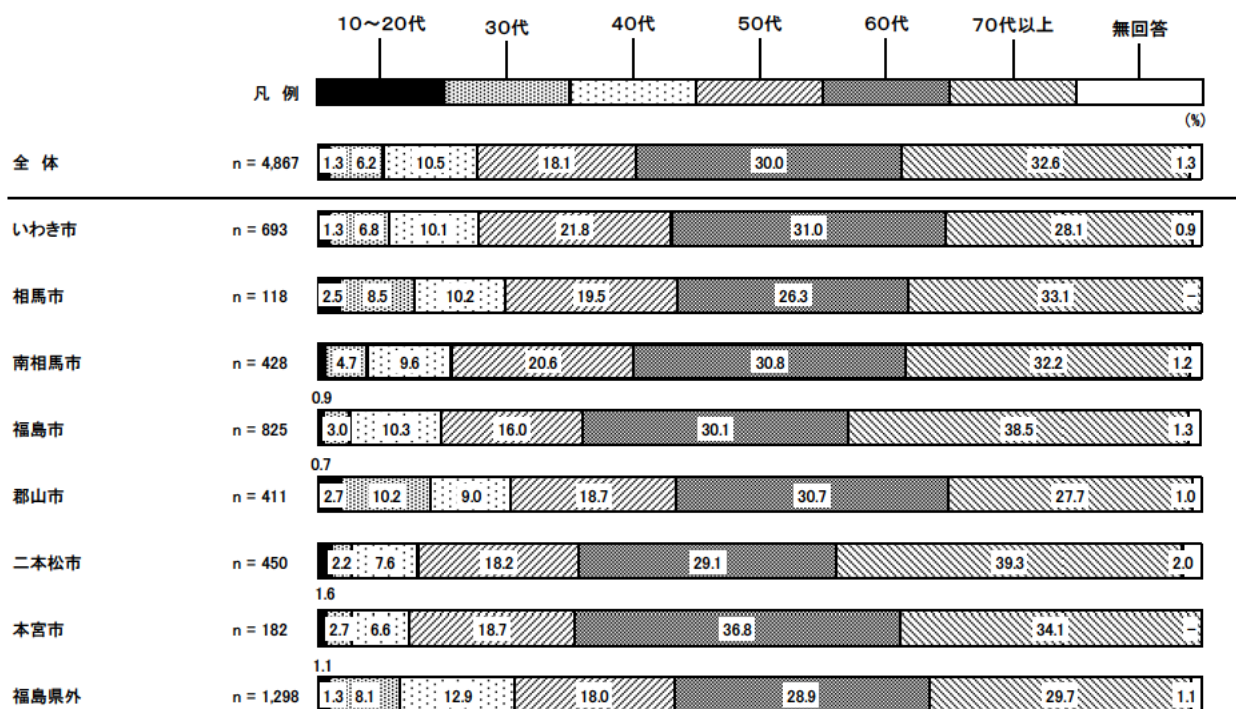 10～20代 30代 40代 50代 60代 70代以上 無回答
凡 例
(%)
全 体 n = 4,867 1.3 6.2 10.5 18.1 30.0 32.6 1.3
いわき市 n = 693 1.3 6.8 10.1 21.8 31.0 28.1 0.9
相馬市 n = 118 2.5 8.5 10.2 19.5 26.3 33.1 -
南相馬市 n = 428 4.7 9.6 20.6 30.8 32.2 1.2
0.9
福島市 n = 825 3.0 10.3 16.0 30.1 38.5 1.3
0.7
郡山市 n = 411 2.7 10.2 9.0 18.7 30.7 27.7 1.0
二本松市 n = 450 2.2 7.6 18.2 29.1 39.3 2.0
1.6
本宮市 n = 182 2.7 6.6 18.7 36.8 34.1 -
1.1
福島県外 n = 1,298 1.3 8.1 12.9 18.0 28.9 29.7 1.1